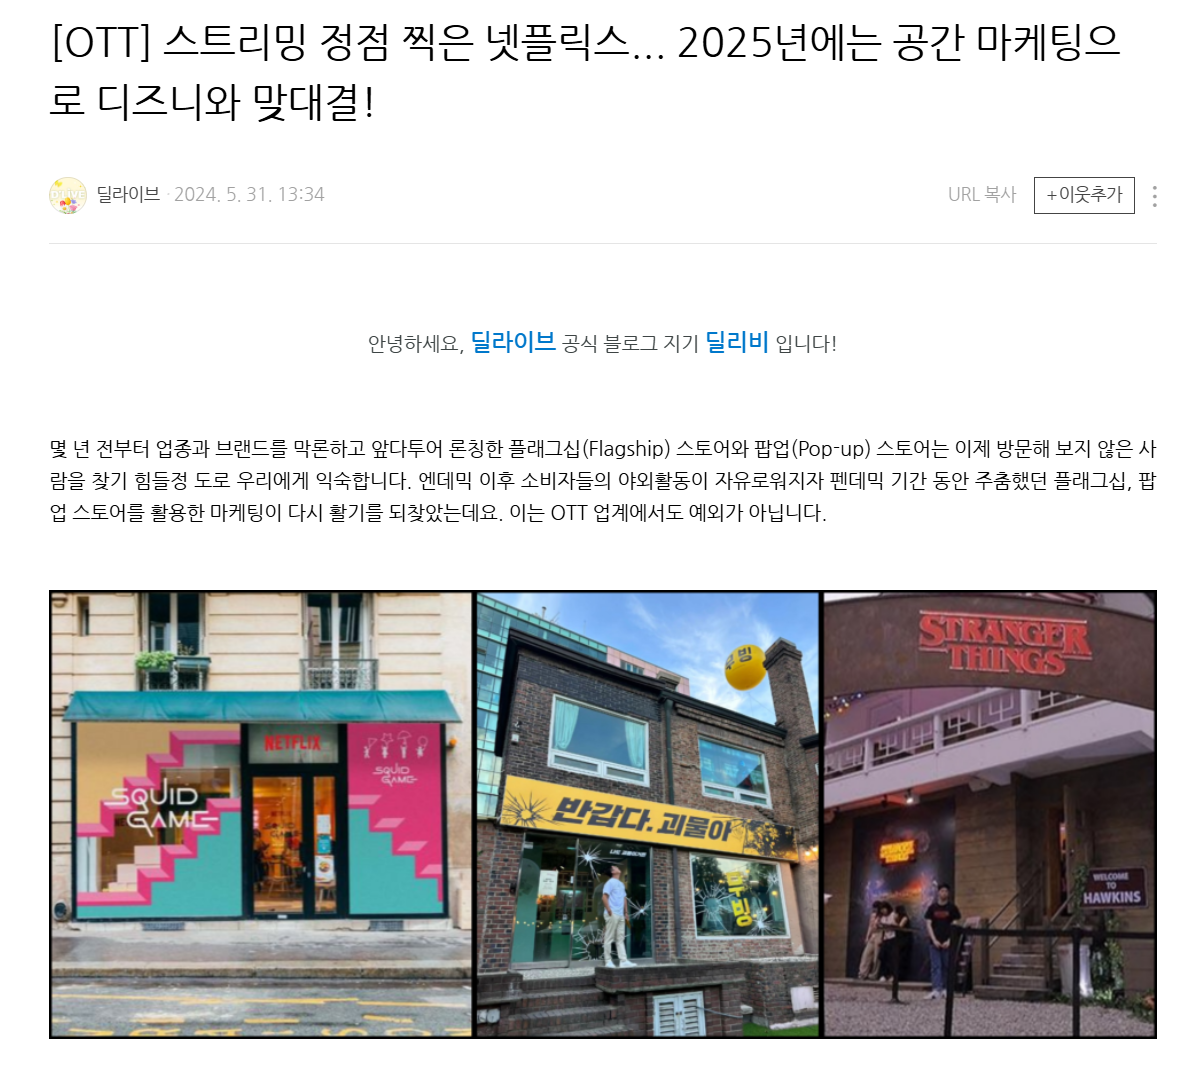 [OTT] 스트리밍 정점 찍은 넷플릭스... 2025년에는 공간 마케팅으
로 디즈니와 맞대결!
딜라이브 · 2024. 5. 31. 13:34
URL 복사
+이웃추가
안녕하세요, 딜라이브 공식 블로그 지기 딜리비 입니다!
몇 년 전부터 업종과 브랜드를 막론하고 앞다투어 론칭한 플래그십(Flagship) 스토어와 팝업(Pop-up) 스토어는 이제 방문해 보지 않은 사
람을 찾기 힘들정 도로 우리에게 익숙합니다. 엔데믹 이후 소비자들의 야외활동이 자유로워지자 펜데믹 기간 동안 주춤했던 플래그십, 팝
업 스토어를 활용한 마케팅이 다시 활기를 되찾았는데요. 이는 OTT 업계에서도 예외가 아닙니다.
NETFLIX
SQUID
GAME
SQUID
GAME
무빙
반갑다. 괴물아
무빙
STRANGER
THINGS
WELCOME
TO
HAWKINS